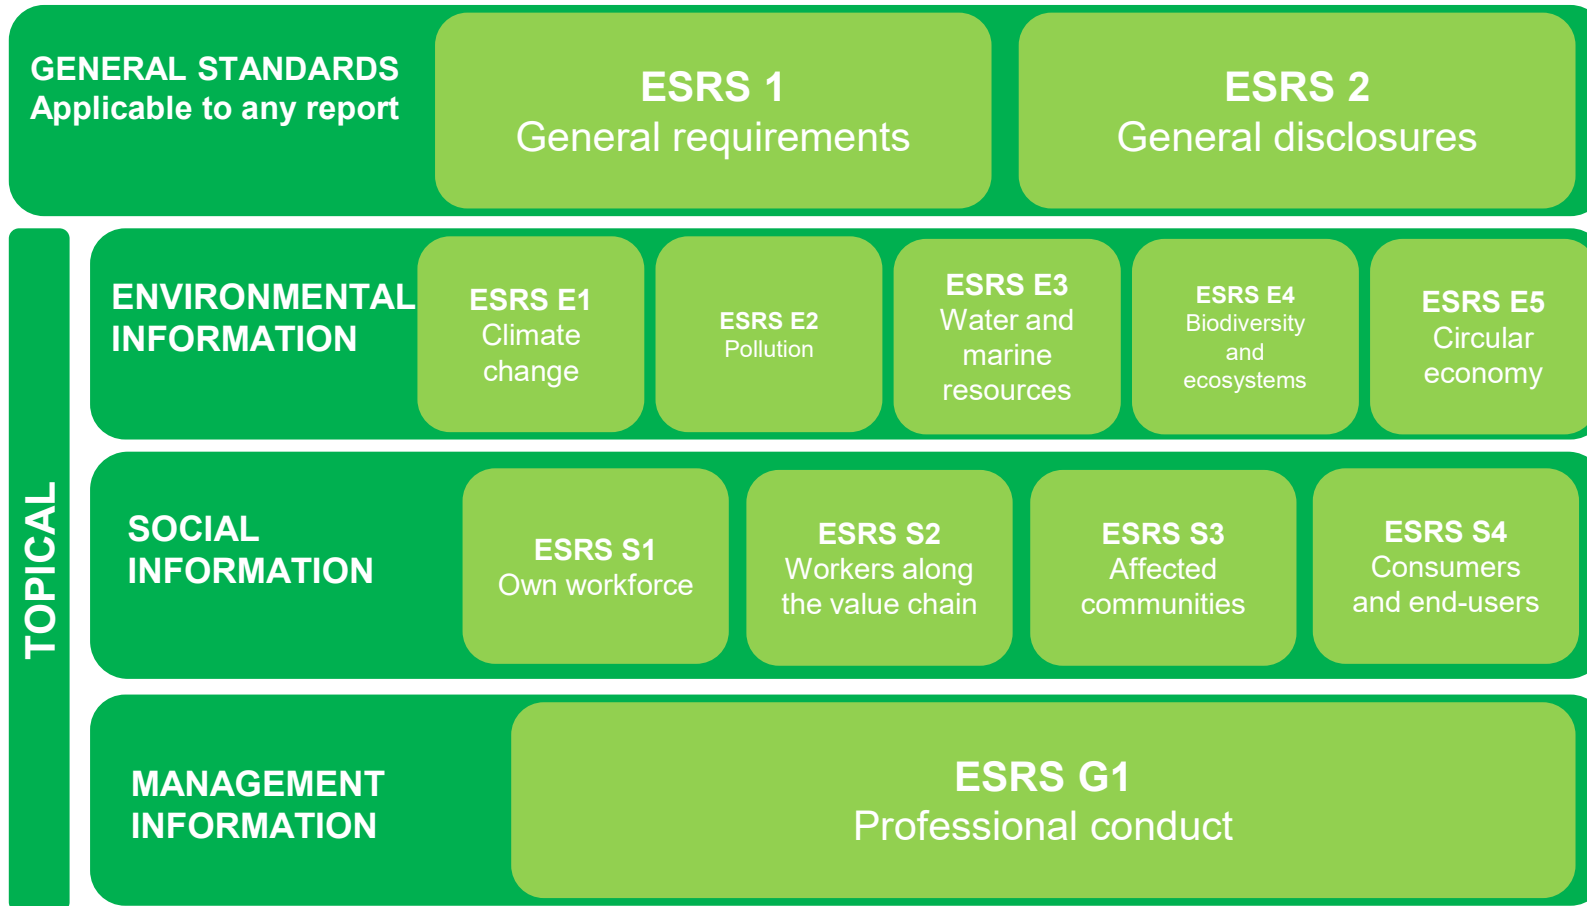 GENERAL STANDARDS
Applicable to any report
ESRS 1
General requirements
ESRS 2
General disclosures
TOPICAL
ENVIRONMENTAL
INFORMATION
ESRS E1
Climate
change
ESRS E2
Pollution
ESRS E3
Water and
marine
resources
ESRS E4
Biodiversity
and
ecosystems
ESRS E5
Circular
economy
SOCIAL
INFORMATION
ESRS S1
Own workforce
ESRS S2
Workers along
the value chain
ESRS S3
Affected
communities
ESRS S4
Consumers
and end-users
MANAGEMENT
INFORMATION
ESRS G1
Professional conduct